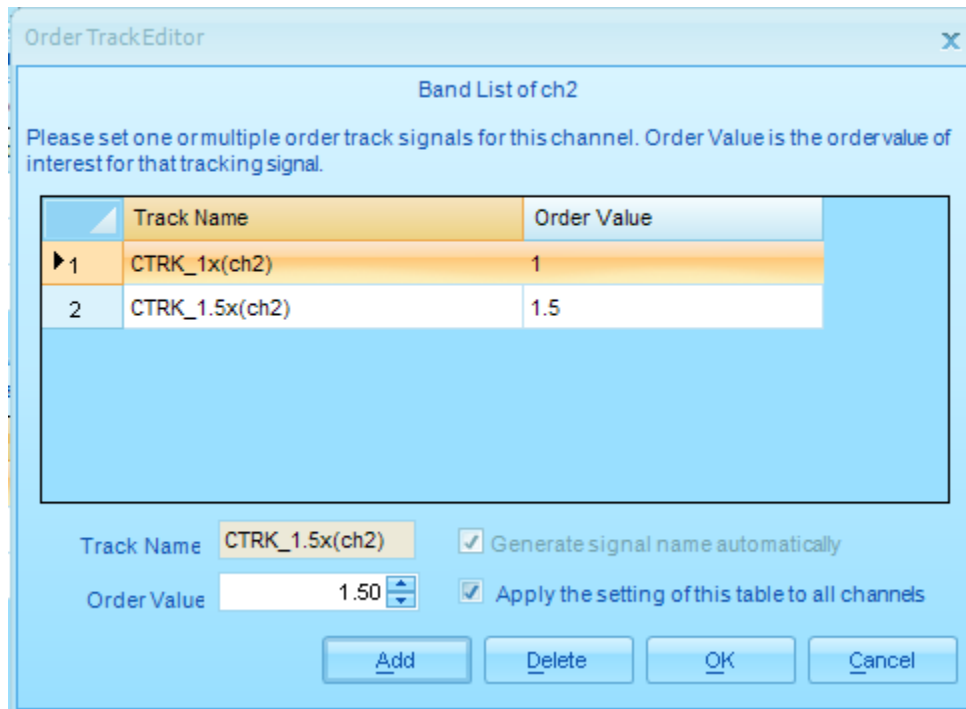 Order Track Editor
x
Band List of ch2
Please set one or multiple order track signals for this channel. Order Value is the order value of
interest for that tracking signal.
Track Name Order Value
1 CTRK_1x(ch2) 1
2 CTRK_1.5x(ch2) 1.5
Track Name CTRK_1.5x(ch2) Generate signal name automatically
Order Value 1.50 Apply the setting of this table to all channels
Add Delete OK Cancel